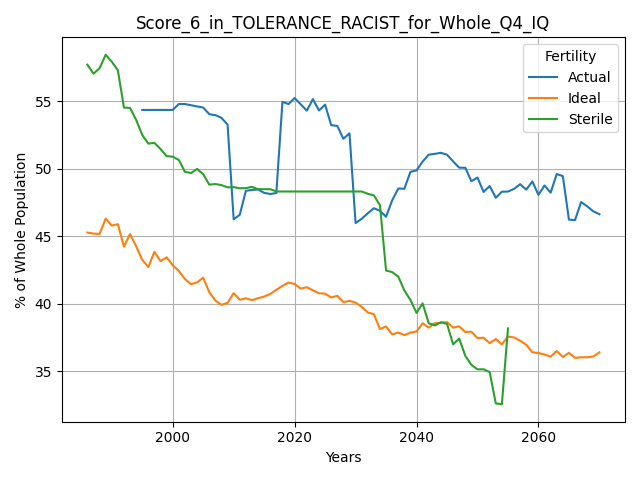 Score_6_in_TOLERANCE_RACIST_for_Whole_Q4_IQ
Fertility
Actual
Ideal
Sterile
% of Whole Population
55
50
45
40
35
2000
2020
2040
2060
Years